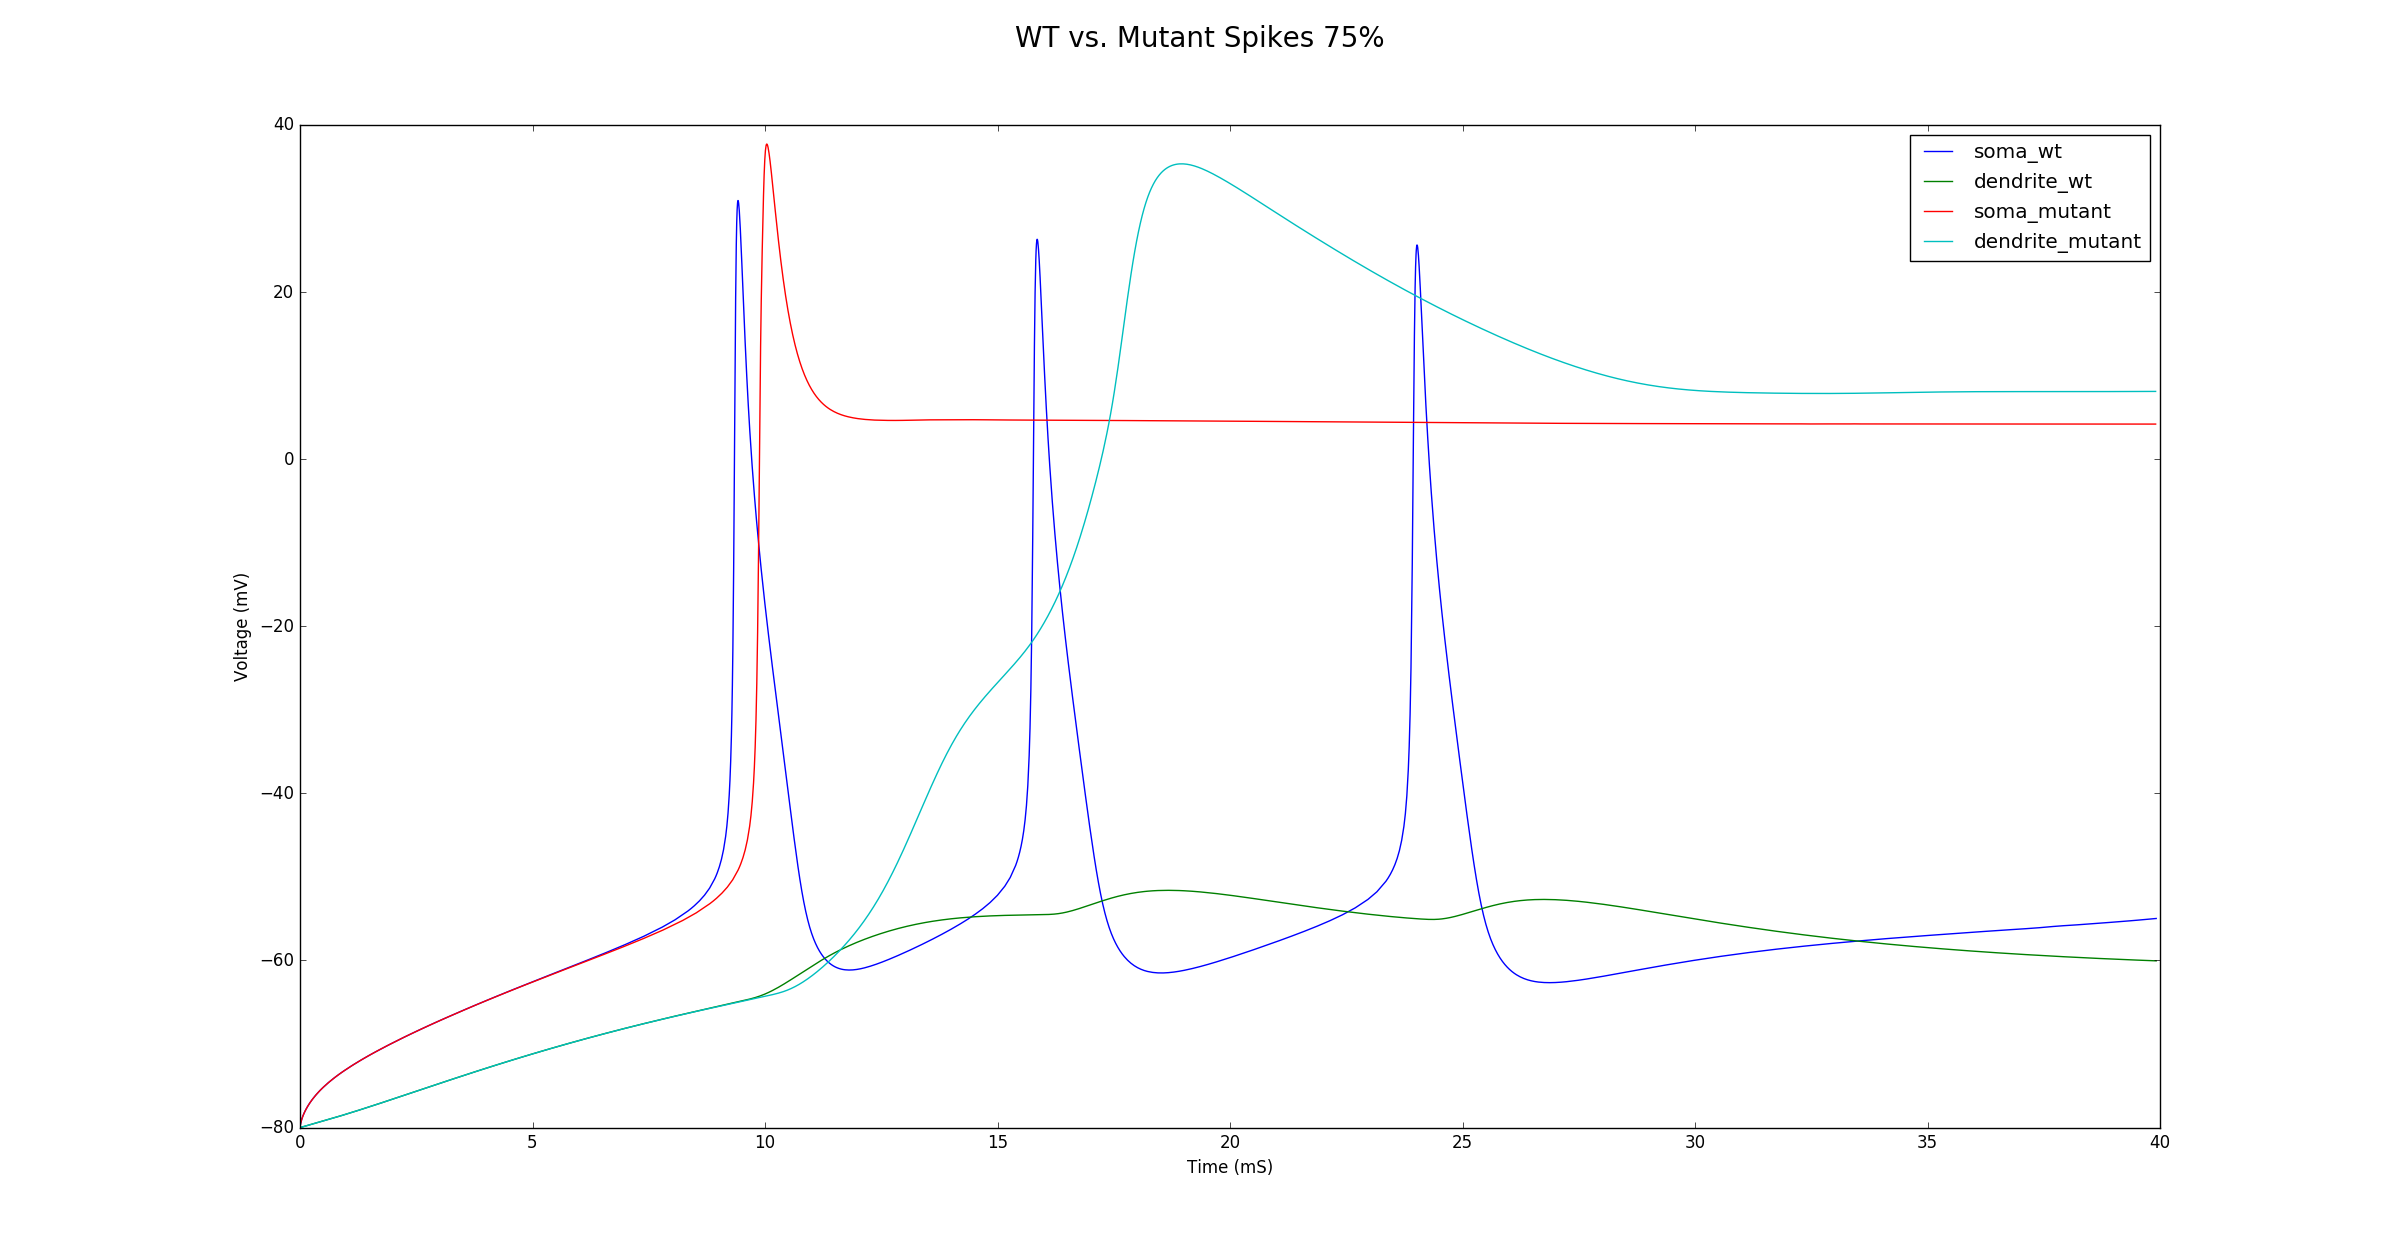 WT vs. Mutant Spikes 75%
40
20
0
−20
−40
−60
−80
Voltage (mV)
soma_wt
dendrite_wt
soma_mutant
dendrite_mutant
0 5 10 15 20 25 30 35 40
Time (mS)